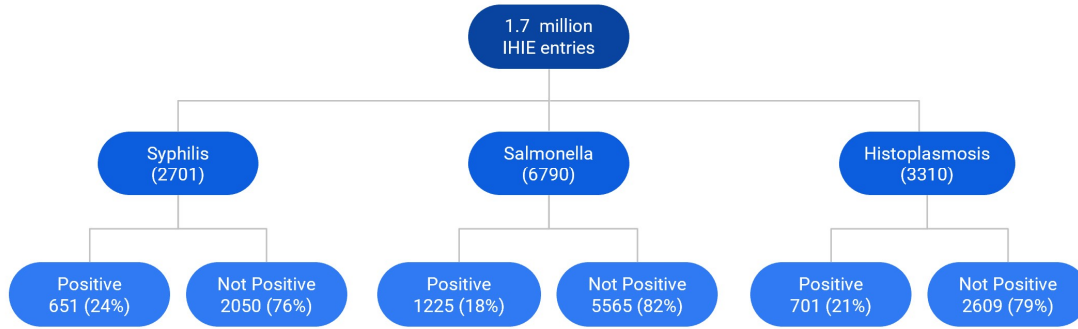 1.7 million
IHIE entries
Syphilis
(2701)
Salmonella
(6790)
Histoplasmosis
(3310)
Positive
651 (24%)
Not Positive
2050 (76%)
Positive
1225 (18%)
Not Positive
5565 (82%)
Positive
701 (21%)
Not Positive
2609 (79%)